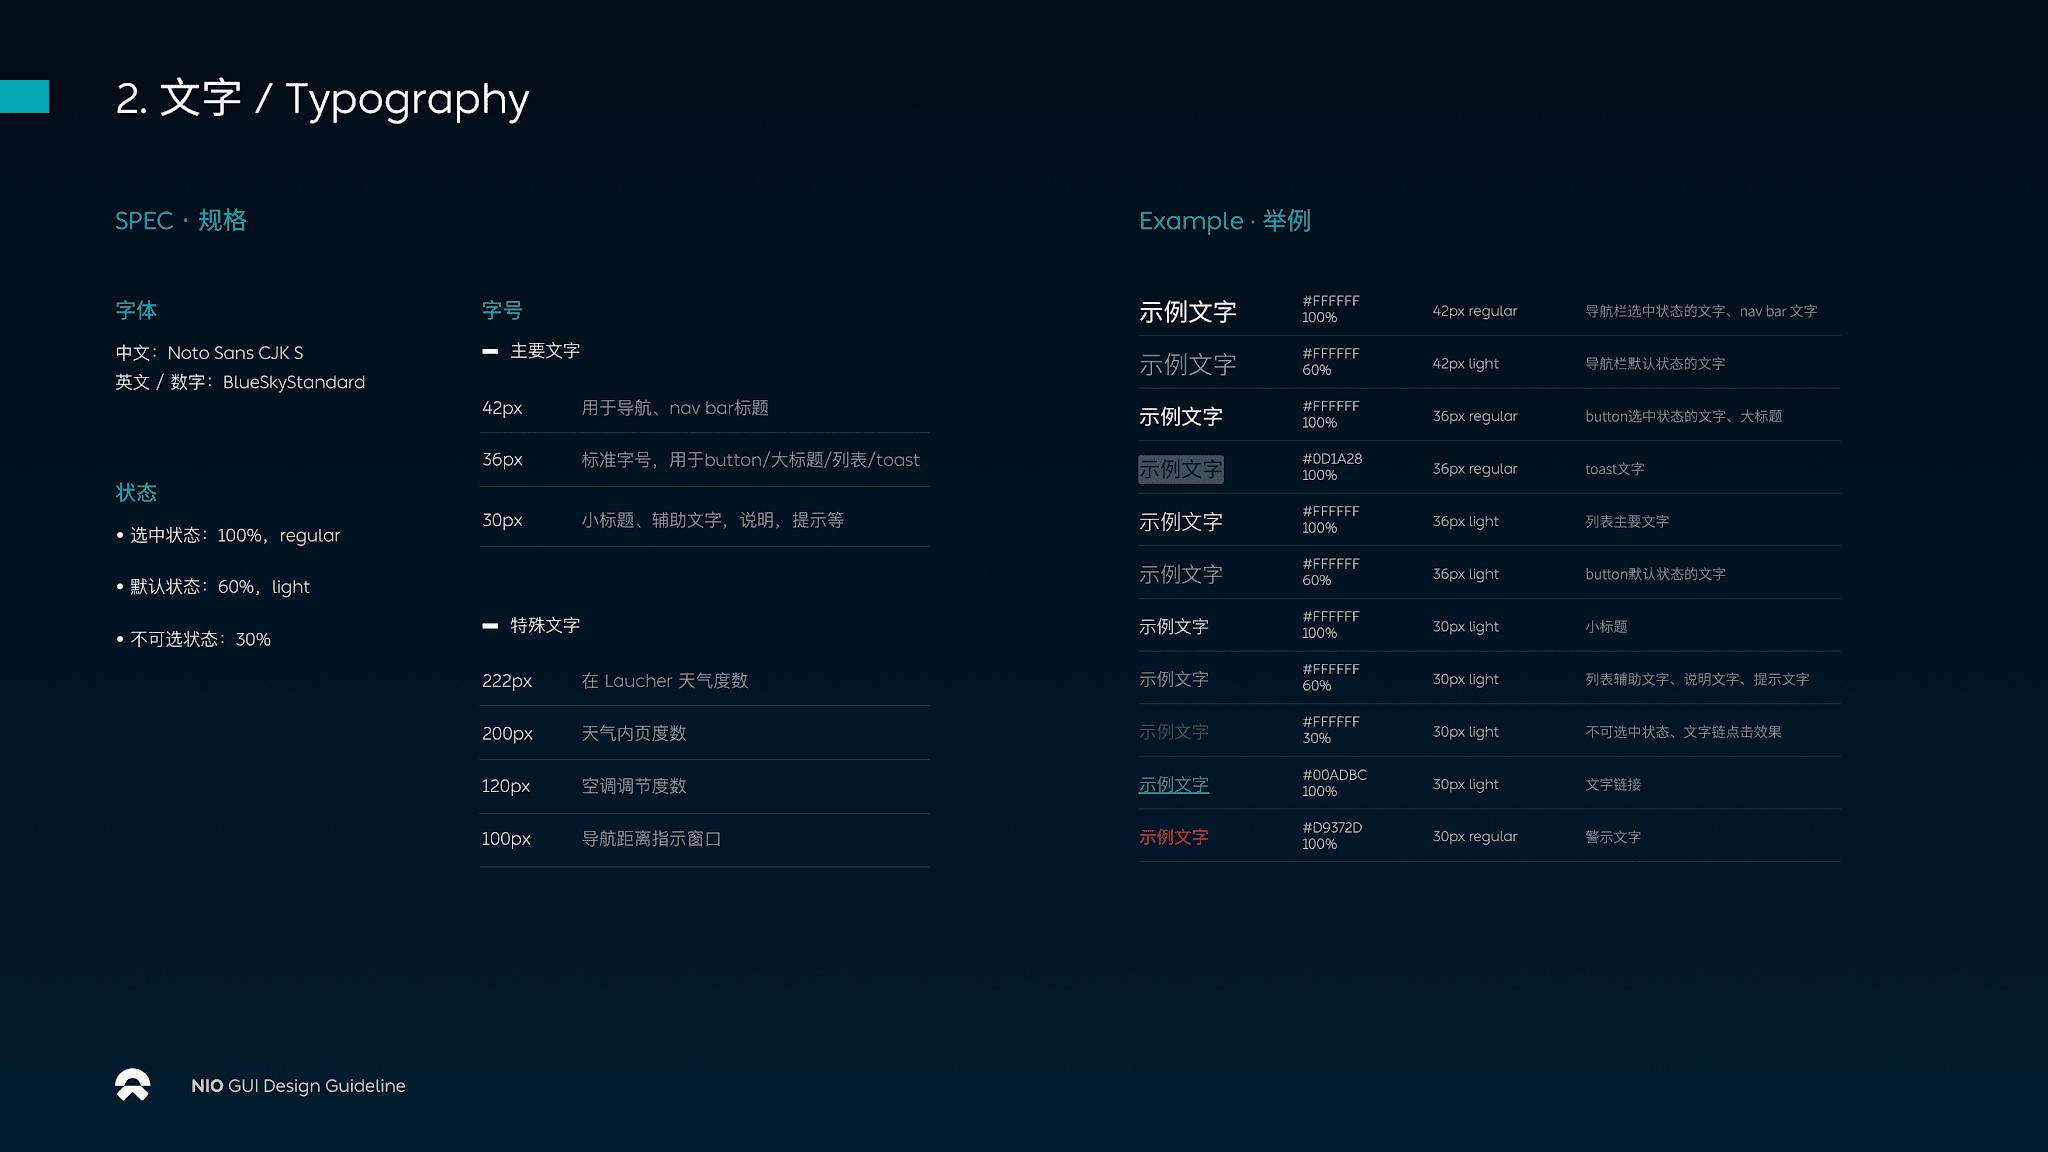 2. 文字 / Typography
SPEC · 规格
字体
中文：Noto Sans CJK S
英文 / 数字：BlueSkyStandard
状态
• 选中状态：100%，regular
• 默认状态：60%，light
• 不可选状态：30%
字号
主要文字
42px 用于导航、nav bar标题
36px 标准字号，用于button/大标题/列表/toast
30px 小标题、辅助文字，说明，提示等
特殊文字
222px 在 Laucher 天气度数
200px 天气内页度数
120px 空调调节度数
100px 导航距离指示窗口
Example · 举例
示例文字 #FFFFFF 100% 42px regular 导航栏选中状态的文字、nav bar 文字
示例文字 #FFFFFF 60% 42px light 导航栏默认状态的文字
示例文字 #FFFFFF 100% 36px regular button选中状态的文字、大标题
示例文字 #0D1A28 100% 36px regular toast文字
示例文字 #FFFFFF 100% 36px light 列表主要文字
示例文字 #FFFFFF 60% 36px light button默认状态的文字
示例文字 #FFFFFF 100% 30px light 小标题
示例文字 #FFFFFF 60% 30px light 列表辅助文字、说明文字、提示文字
示例文字 #FFFFFF 30% 30px light 不可选中状态、文字链点击效果
示例文字 #00ADBC 100% 30px light 文字链接
示例文字 #D9372D 100% 30px regular 警示文字
NIO GUI Design Guideline